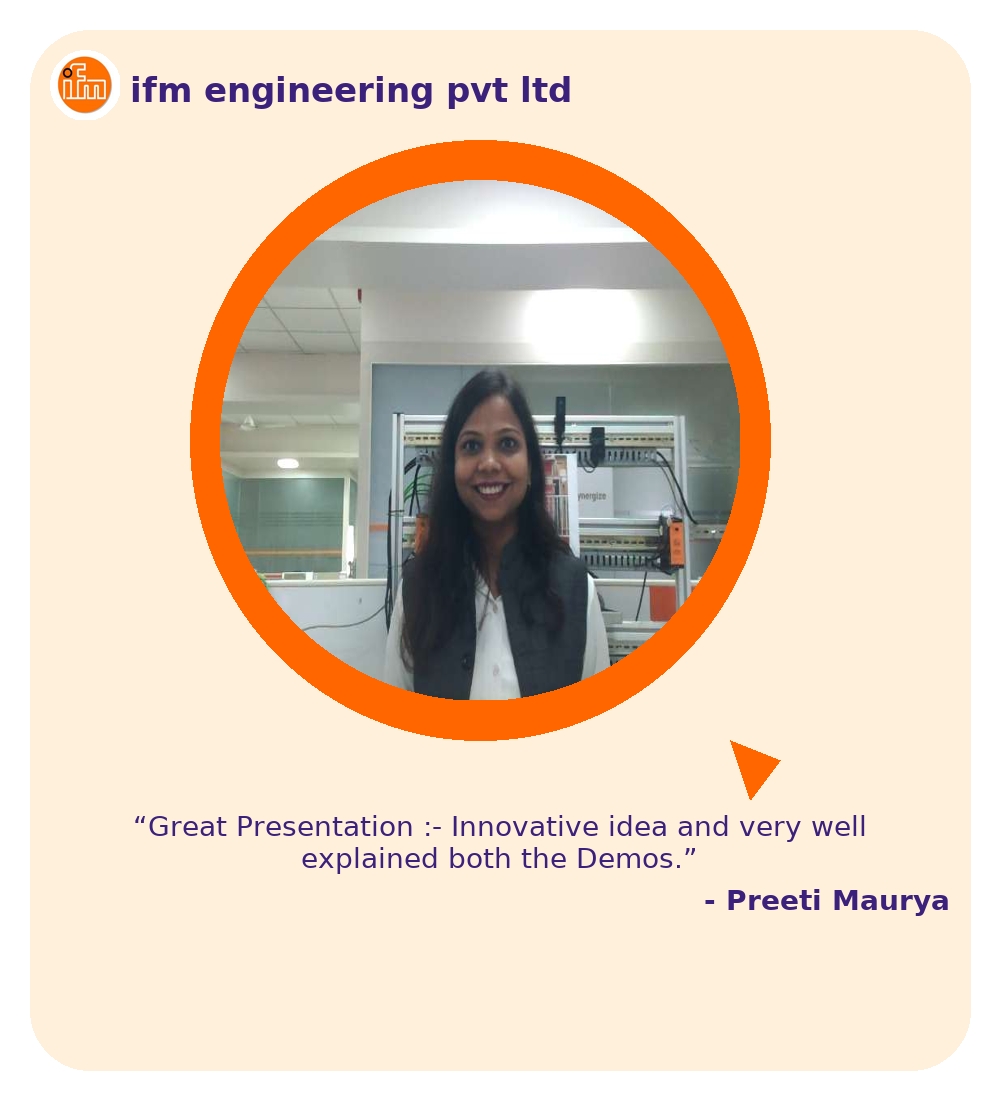 ifm
ifm engineering pvt ltd
ynergize
“Great Presentation :- Innovative idea and very well
explained both the Demos.”
- Preeti Maurya